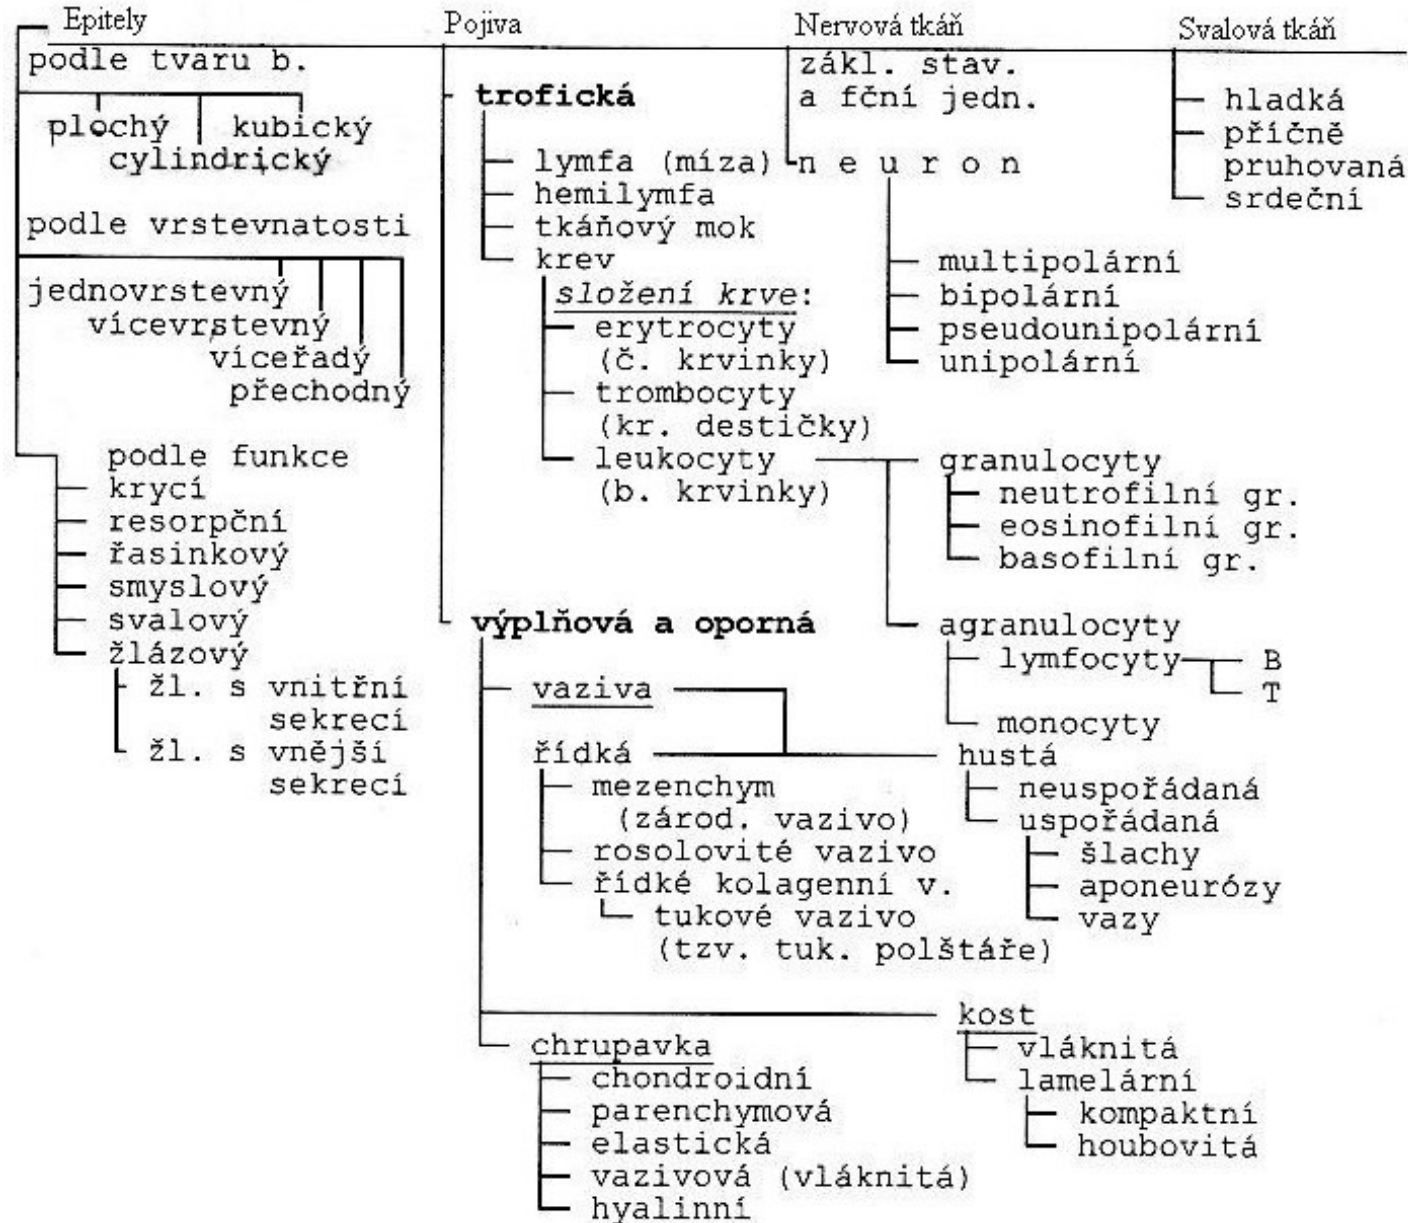 Epitely
Pojiva
Nervová tkáň
Svalová tkáň
podle tvaru b.
plochý
kubický
cylindrický
podle vrstevnatosti
jednovrstevný
vícevrstevný
víceřadý
přechodný
podle funkce
krycí
resorpční
řasinkový
smyslový
svalový
žlázový
žl. s vnitřní
sekrecí
žl. s vnější
sekrecí
trofická
lymfa (míza)
hemilymfa
tkáňový mok
krev
složení krve:
erytrocyty
(č. krvinky)
trombocyty
(kr. destičky)
leukocyty
(b. krvinky)
granulocyty
neutrofilní gr.
eosinofilní gr.
basofilní gr.
agranulocyty
lymfocyty
B
T
monocyty
výplňová a oporná
vaziva
řídká
mezenchym
(zárod. vazivo)
rosolovité vazivo
řídké kolagenní v.
tukové vazivo
(tzv. tuk. polštáře)
hustá
neuspořádaná
uspořádaná
šlachy
aponeurózy
vazy
kost
vláknitá
lamelární
kompaktní
houbovitá
chrupavka
chondroidní
parenchymová
elastická
vazivová (vláknitá)
hyalinní
zákl. stav.
a fční jedn.
n e u r o n
multipolární
bipolární
pseudounipolární
unipolární
hladká
příčně
pruhovaná
srdeční